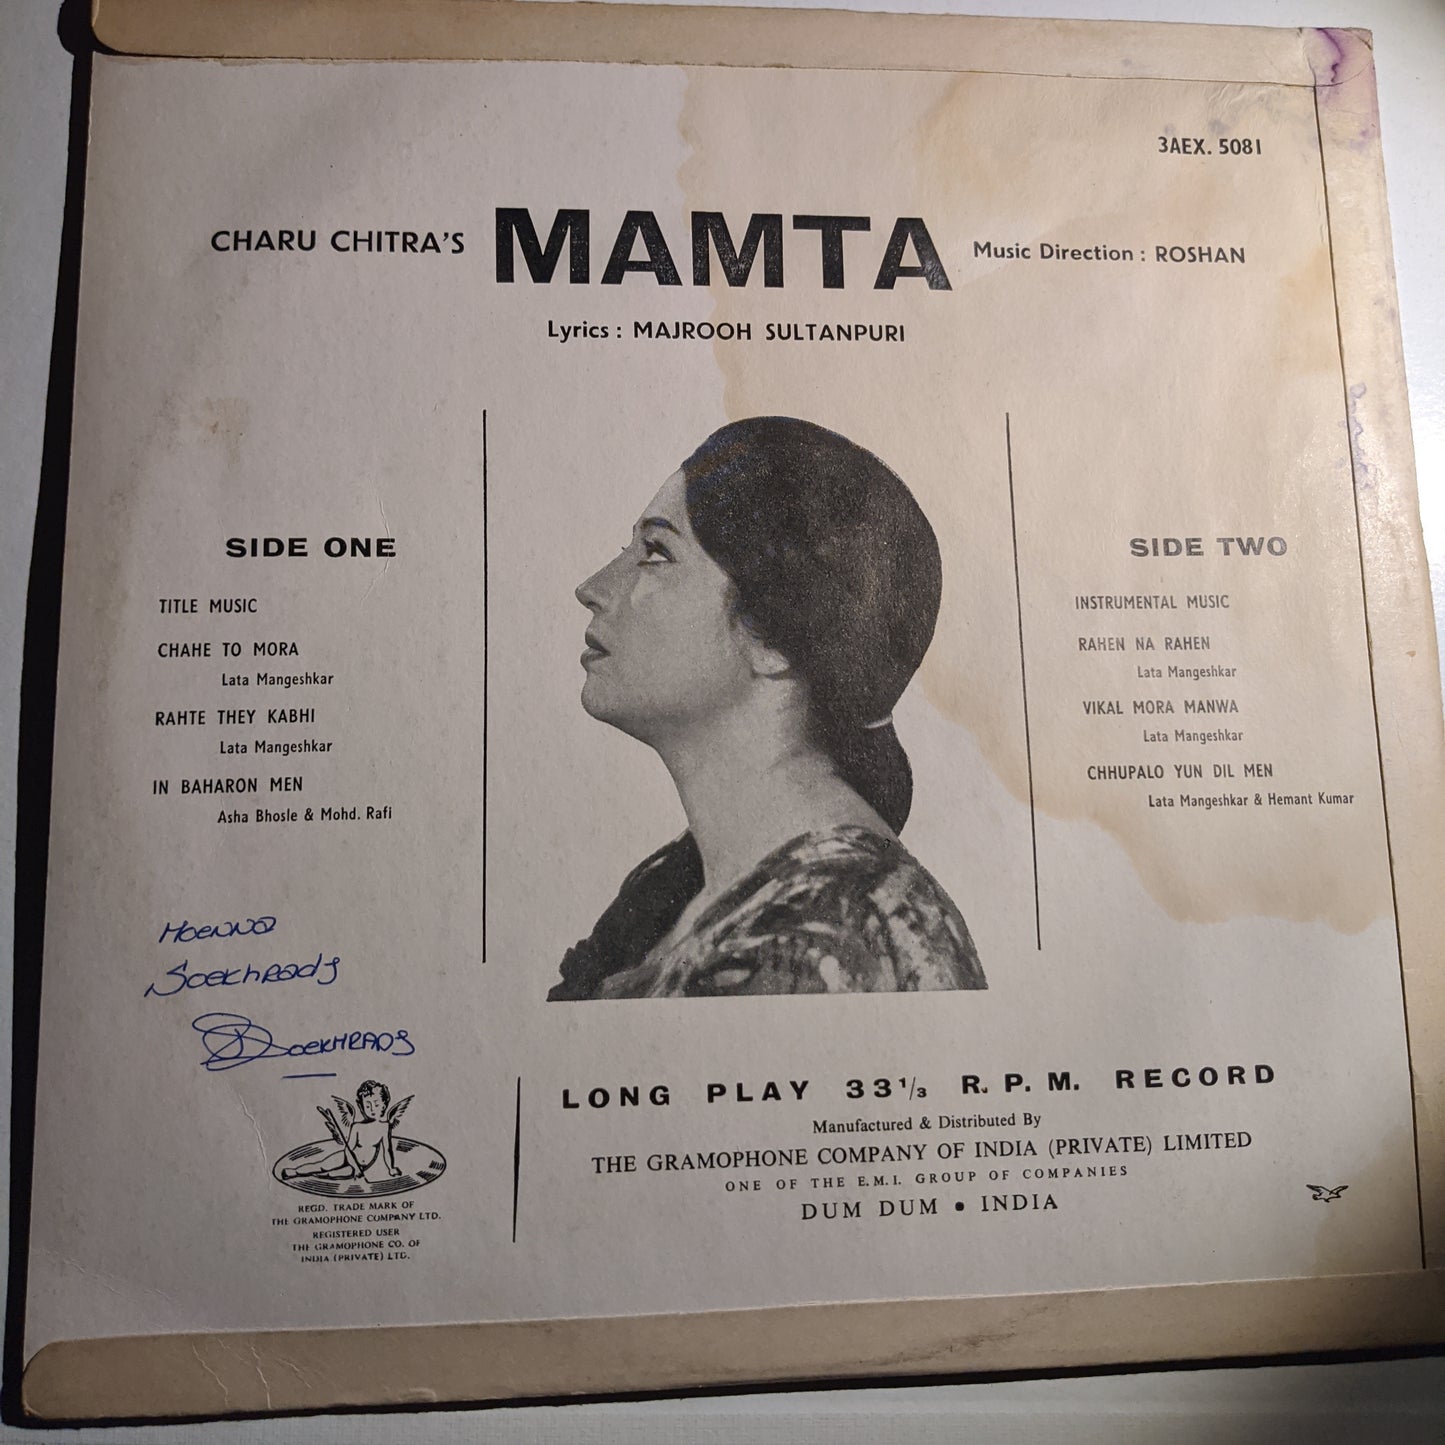 3AEX. 5081
CHARU CHITRA'S MAMTA Music Direction : ROSHAN
Lyrics : MAJROOH SULTANPURI
SIDE ONE
TITLE MUSIC
CHAHE TO MORA
Lata Mangeshkar
RAHTE THEY KABHI
Lata Mangeshkar
IN BAHARON MEN
Asha Bhosle & Mohd. Rafi
SIDE TWO
INSTRUMENTAL MUSIC
RAHEN NA RAHEN
Lata Mangeshkar
VIKAL MORA MANWA
Lata Mangeshkar
CHHUPALO YUN DIL MEN
Lata Mangeshkar & Hemant Kumar
REGD. TRADE MARK OF
THE GRAMOPHONE COMPANY LTD.
REGISTERED USER
THE GRAMOPHONE CO. OF
INDIA (PRIVATE) LTD.
LONG PLAY 33 1/3 R. P. M. RECORD
Manufactured & Distributed By
THE GRAMOPHONE COMPANY OF INDIA (PRIVATE) LIMITED
ONE OF THE E.M.I. GROUP OF COMPANIES
DUM DUM • INDIA